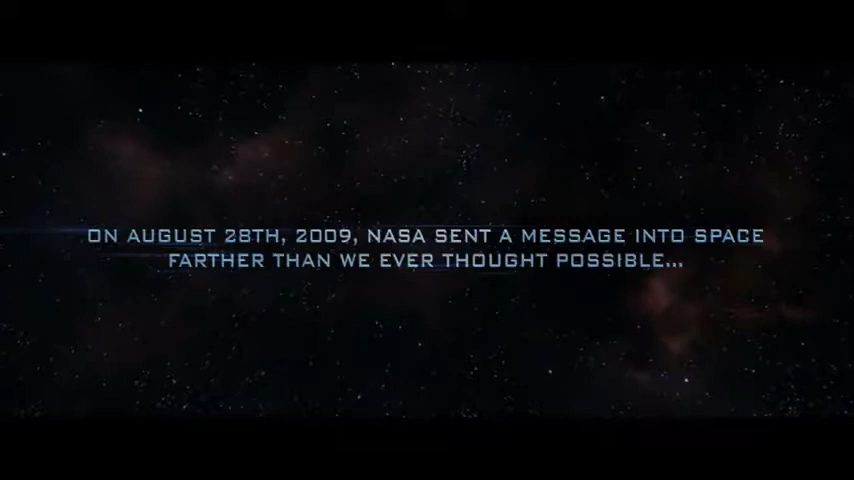 ON AUGUST 28TH, 2009, NASA SENT A MESSAGE INTO SPACE
FARTHER THAN WE EVER THOUGHT POSSIBLE...